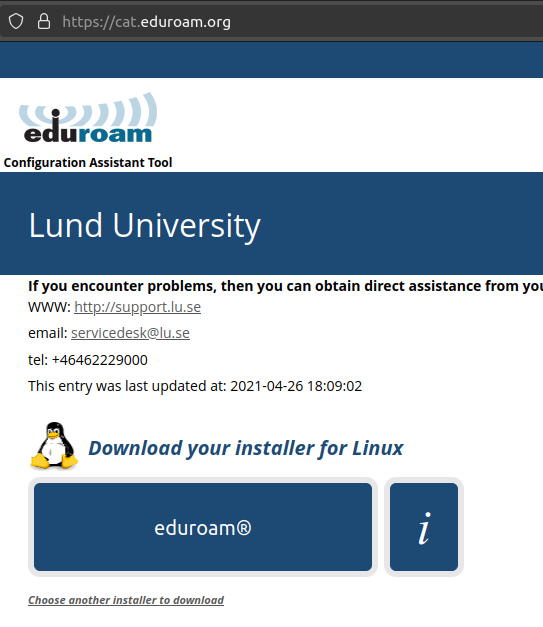 https://cat.eduroam.org
eduroam
Configuration Assistant Tool
Lund University
If you encounter problems, then you can obtain direct assistance from you
WWW: http://support.lu.se
email: servicedesk@lu.se
tel: +46462229000
This entry was last updated at: 2021-04-26 18:09:02
Download your installer for Linux
eduroam®
i
Choose another installer to download